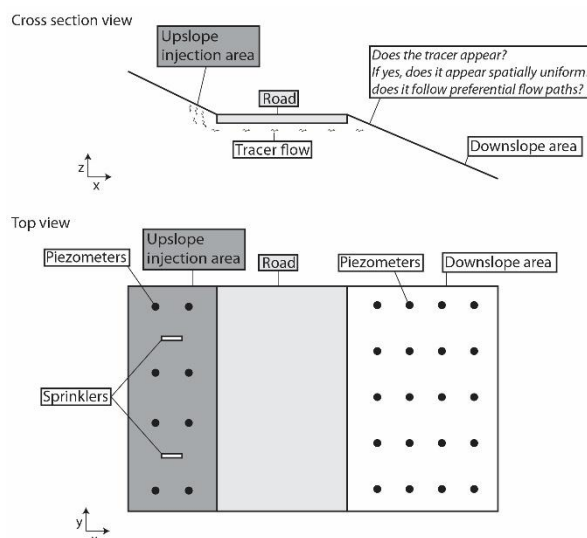 Cross section view
Upslope
injection area
Does the tracer appear?
If yes, does it appear spatially uniform
does it follow preferential flow paths?
Road
Tracer flow
Downslope area
z
x
Top view
Upslope
injection area
Piezometers
Road
Piezometers
Downslope area
Sprinklers
y